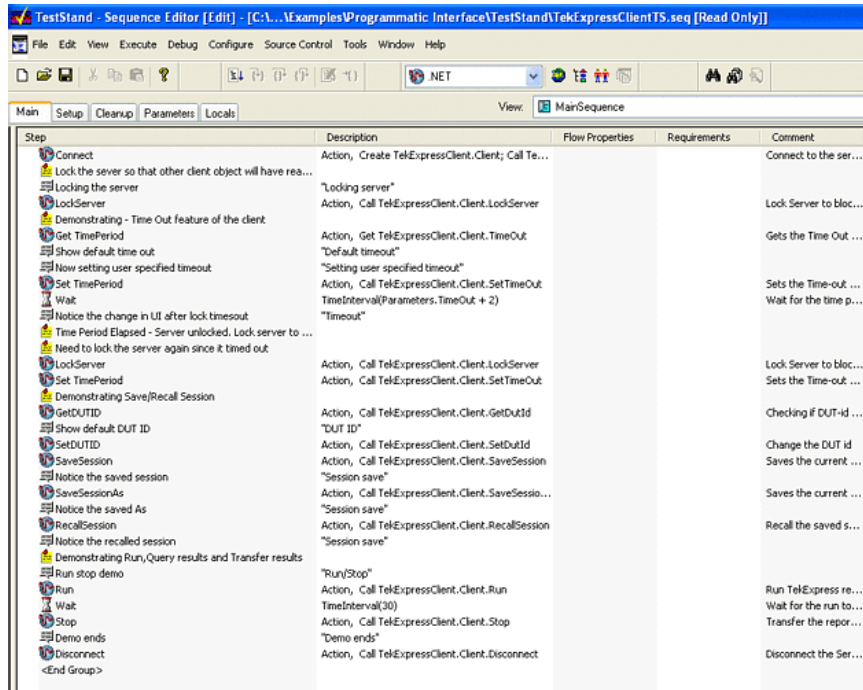 TestStand - Sequence Editor [Edit] - [C:\...\Examples\Programmatic Interface\TestStand\TekExpressClientTS.seq [Read Only]]
File Edit View Execute Debug Configure Source Control Tools Window Help
.NET
Main Setup Cleanup Parameters Locals View: MainSequence
Step Description Flow Properties Requirements Comment
Connect Action, Create TekExpressClient.Client; Call Te... Connect to the ser...
Lock the sever so that other client object will have rea...
Locking the server "Locking server"
LockServer Action, Call TekExpressClient.Client.LockServer Lock Server to bloc...
Demonstrating - Time Out feature of the client
Get TimePeriod Action, Get TekExpressClient.Client.TimeOut Gets the Time Out ...
Show default time out "Default timeout"
Now setting user specified timeout "Setting user specified timeout"
Set TimePeriod Action, Call TekExpressClient.Client.SetTimeOut Sets the Time-out ...
Wait TimeInterval(Parameters.TimeOut + 2) Wait for the time p...
Notice the change in UI after lock timesout "Timeout"
Time Period Elapsed - Server unlocked. Lock server to ...
Need to lock the server again since it timed out
LockServer Action, Call TekExpressClient.Client.LockServer Lock Server to bloc...
Set TimePeriod Action, Call TekExpressClient.Client.SetTimeOut Sets the Time-out ...
Demonstrating Save/Recall Session
GetDUTID Action, Call TekExpressClient.Client.GetDutId Checking if DUT-id ...
Show default DUT ID "DUT ID"
SetDUTID Action, Call TekExpressClient.Client.SetDutId Change the DUT id
SaveSession Action, Call TekExpressClient.Client.SaveSession Saves the current ...
Notice the saved session "Session save"
SaveSessionAs Action, Call TekExpressClient.Client.SaveSessio... Saves the current ...
Notice the saved As "Session save"
RecallSession Action, Call TekExpressClient.Client.RecallSession Recall the saved s...
Notice the recalled session "Session save"
Demonstrating Run,Query results and Transfer results
Run stop demo "Run/Stop"
Run Action, Call TekExpressClient.Client.Run Run TekExpress re...
Wait TimeInterval(30) Wait for the run to...
Stop Action, Call TekExpressClient.Client.Stop Transfer the repor...
Demo ends "Demo ends"
Disconnect Action, Call TekExpressClient.Client.Disconnect Disconnect the Ser...
<End Group>